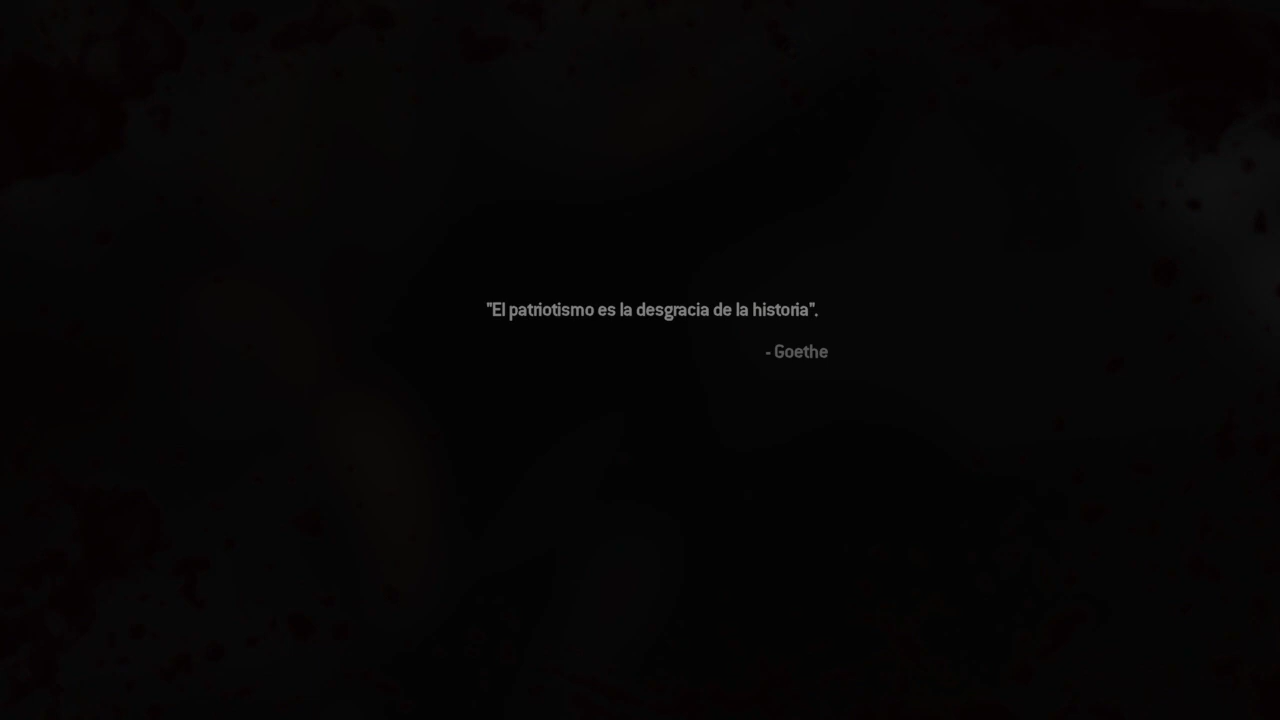 "El patriotismo es la desgracia de la historia".
- Goethe